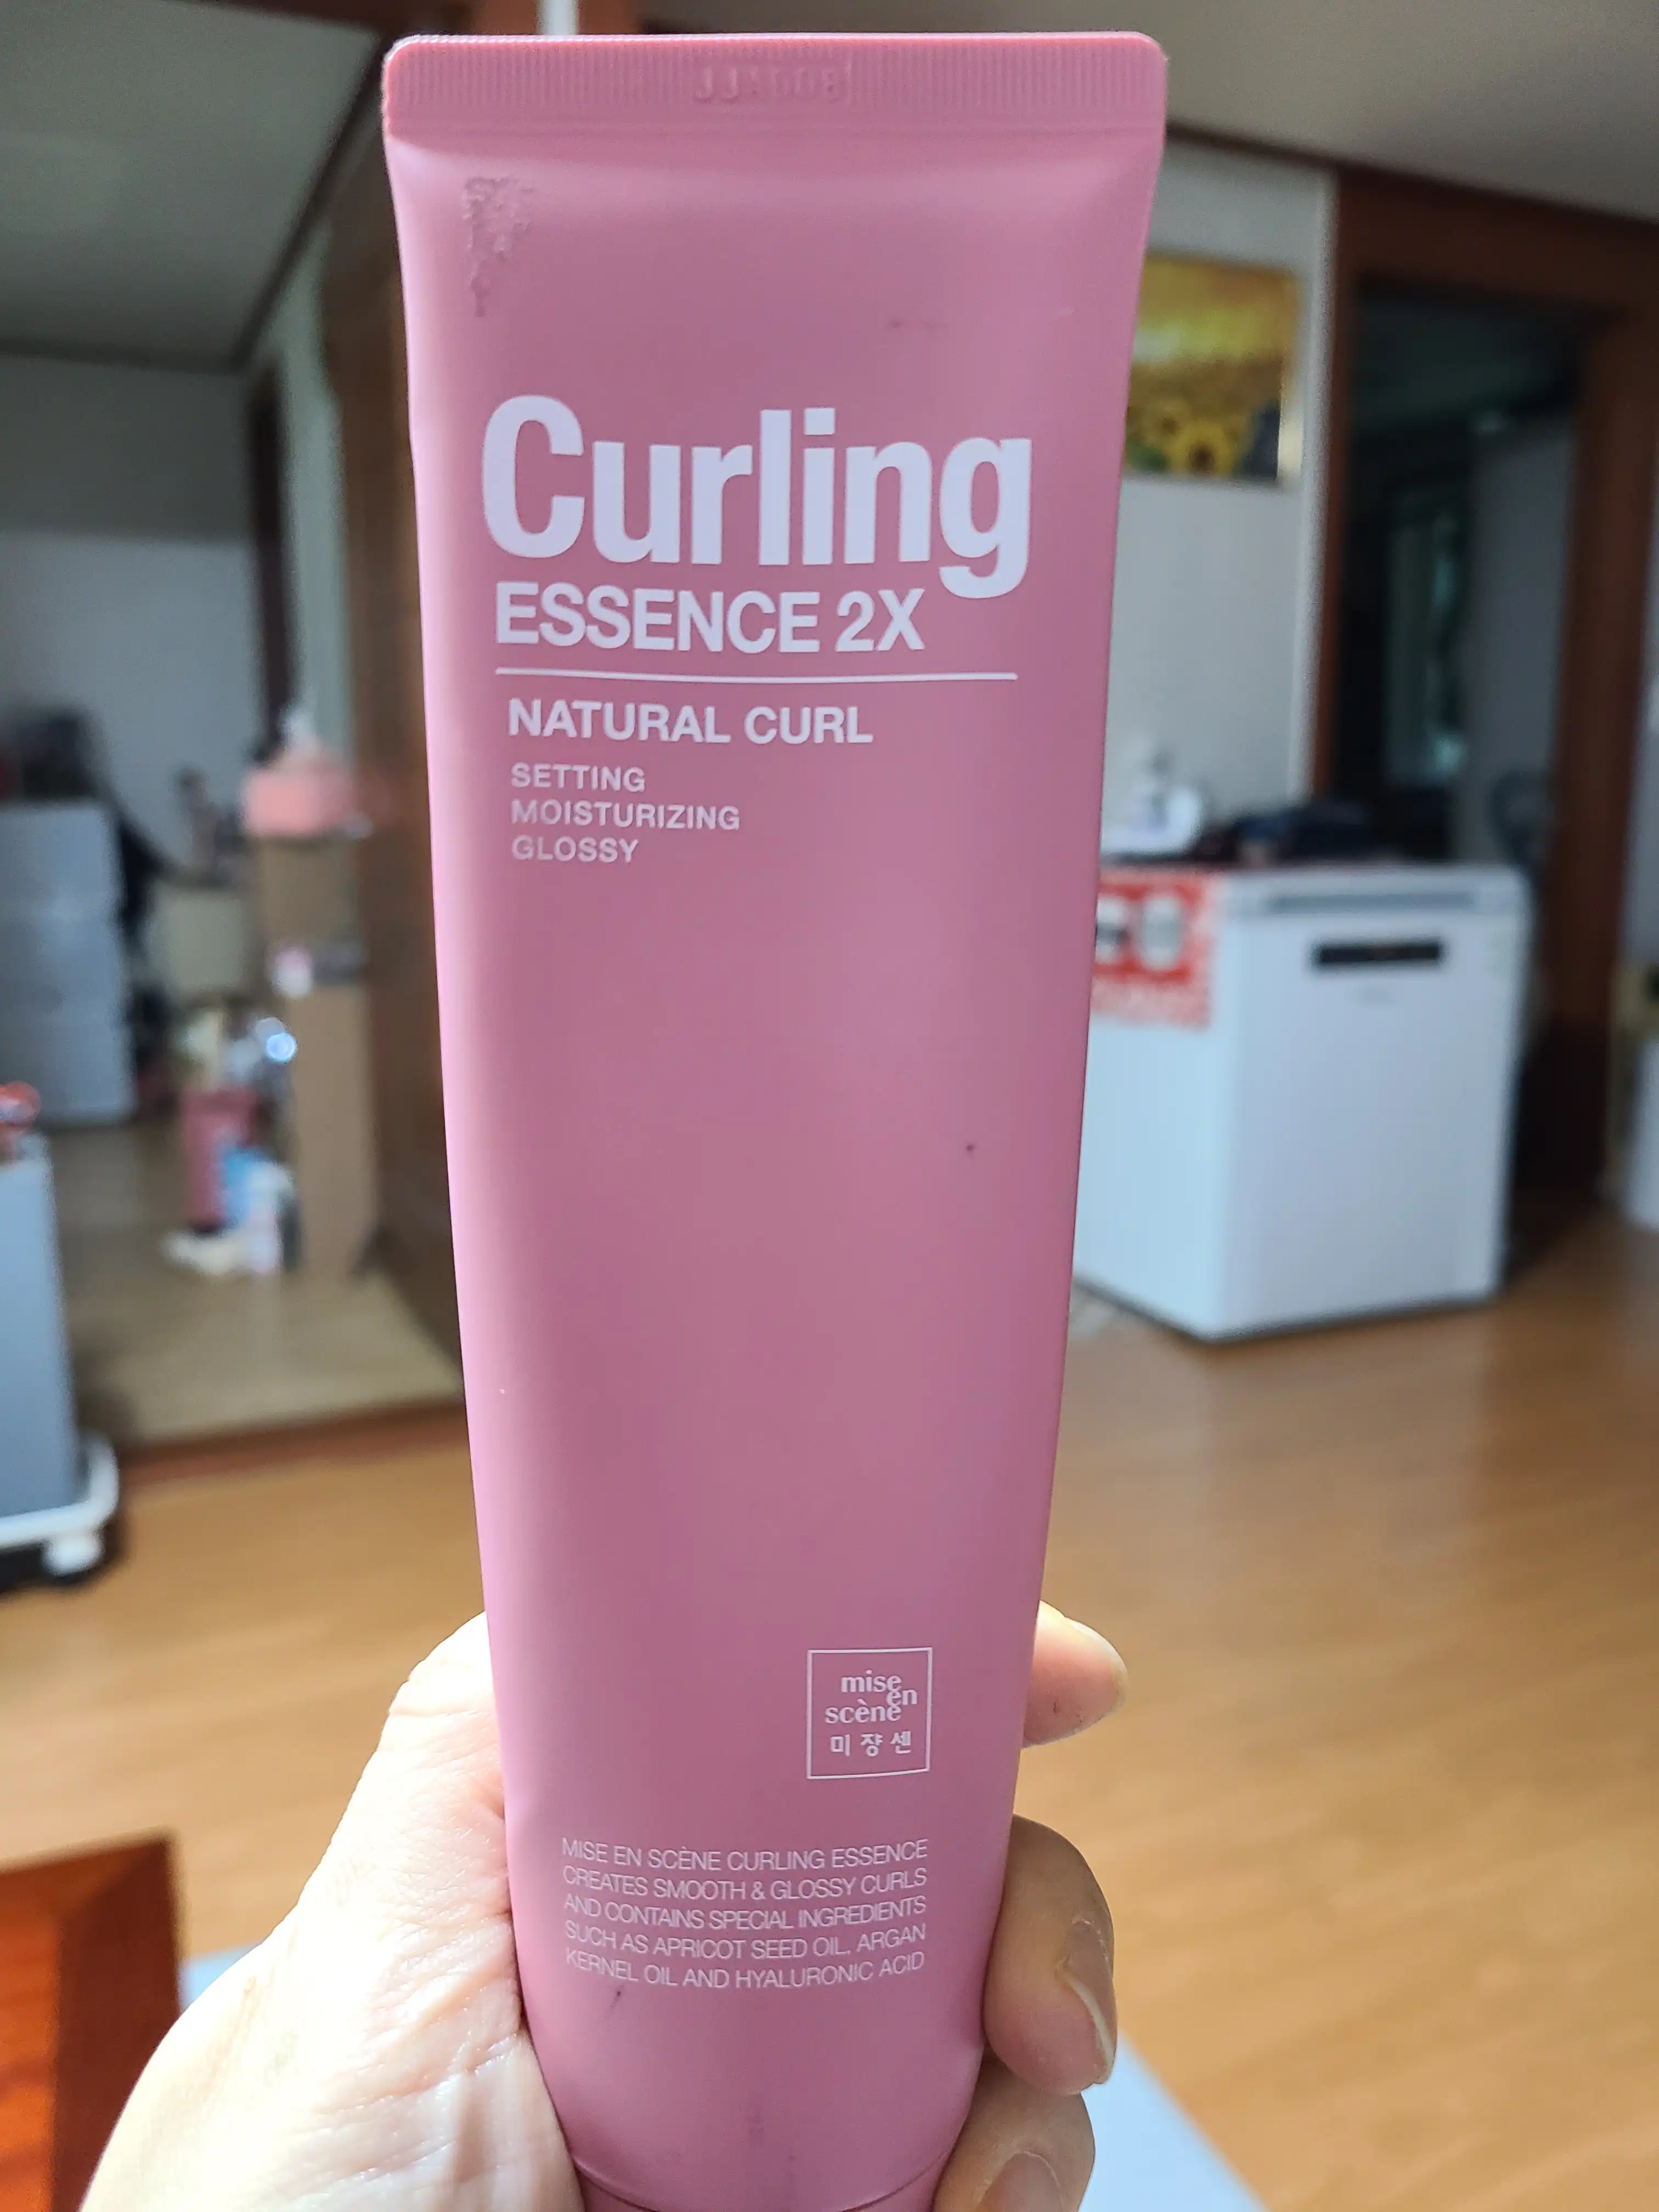 Curling
ESSENCE 2X
NATURAL CURL
SETTING
MOISTURIZING
GLOSSY
mise
en
scène
미쟝센
MISE EN SCÈNE CURLING ESSENCE
CREATES SMOOTH & GLOSSY CURLS
AND CONTAINS SPECIAL INGREDIENTS
SUCH AS APRICOT SEED OIL, ARGAN
KERNEL OIL AND HYALURONIC ACID